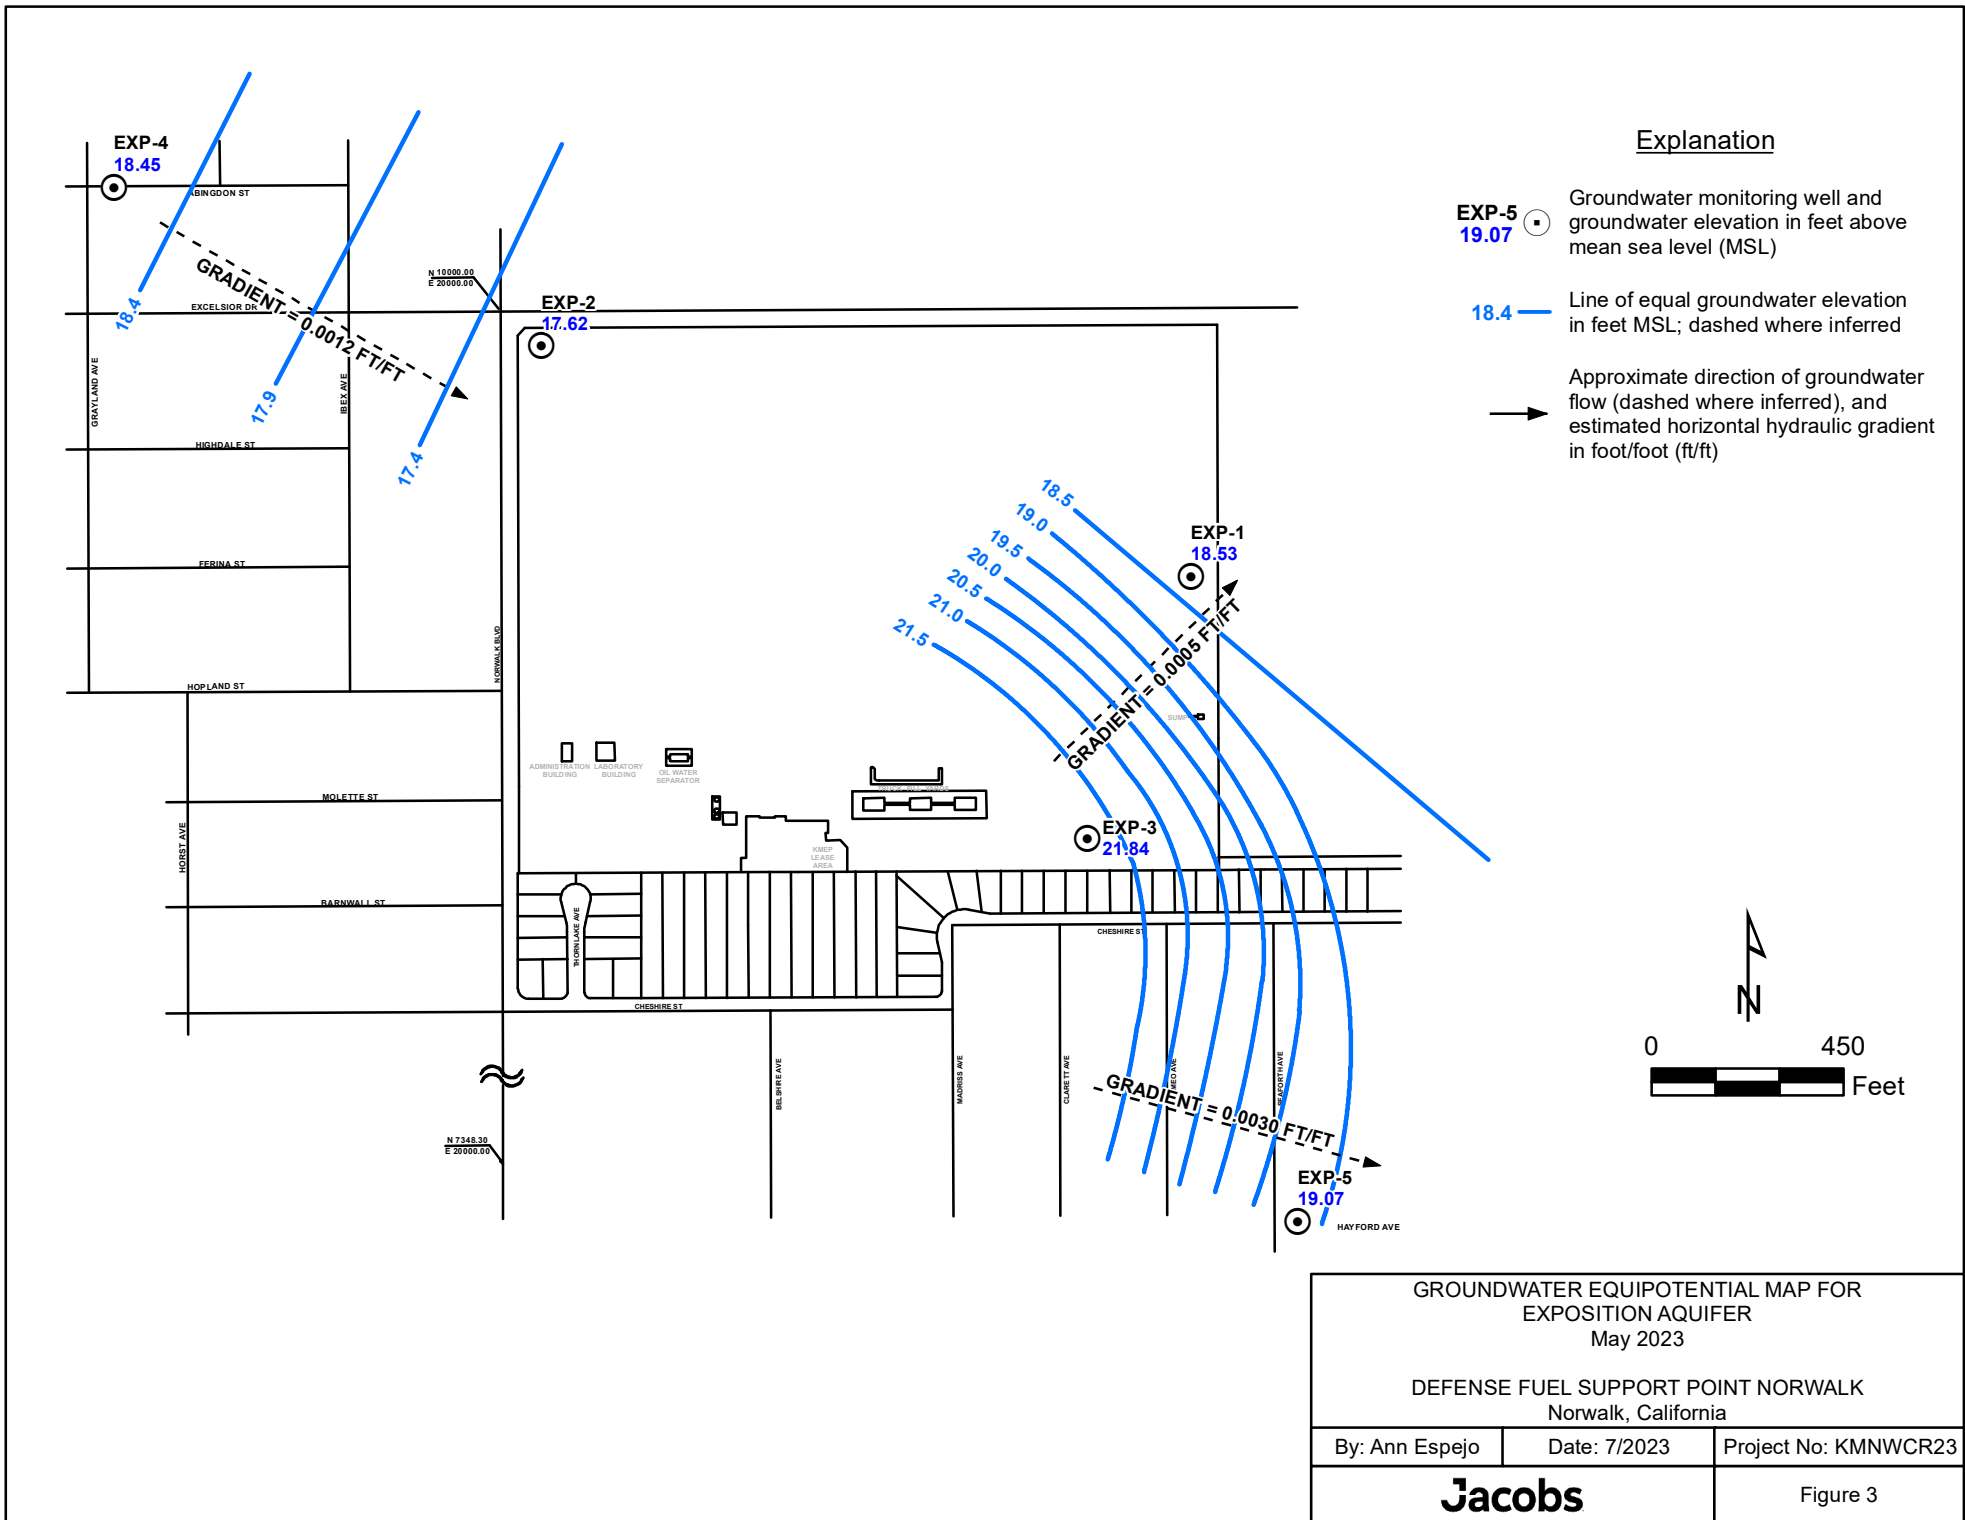 EXP-4
18.45
ABINGDON ST
18.4
GRADIENT = 0.0012 FT/FT
EXCELSIOR DR
17.9
17.4
GRAYLAND AVE
IBEX AVE
HIGHDALE ST
FERINA ST
HOPLAND ST
NORWALK BLVD
N 10000.00
E 20000.00
EXP-2
17.62
18.5
19.0
19.5
20.0
20.5
21.0
21.5
EXP-1
18.53
GRADIENT = 0.0005 FT/FT
SUMP
ADMINISTRATION
BUILDING
LABORATORY
BUILDING
OIL WATER
SEPARATOR
MOLETTE ST
HORST AVE
BARNWALL ST
KMEP
LEASE
AREA
EXP-3
21.84
THORNLAKE AVE
CHESHIRE ST
CHESHIRE ST
BELSHIRE AVE
MADRISS AVE
CLARETT AVE
MEO AVE
SEAFORTH AVE
GRADIENT = 0.0030 FT/FT
N 7348.30
E 20000.00
EXP-5
19.07
HAYFORD AVE
Explanation
EXP-5
19.07
Groundwater monitoring well and
groundwater elevation in feet above
mean sea level (MSL)
18.4
Line of equal groundwater elevation
in feet MSL; dashed where inferred
Approximate direction of groundwater
flow (dashed where inferred), and
estimated horizontal hydraulic gradient
in foot/foot (ft/ft)
N
0 450
Feet
GROUNDWATER EQUIPOTENTIAL MAP FOR
EXPOSITION AQUIFER
May 2023
DEFENSE FUEL SUPPORT POINT NORWALK
Norwalk, California
By: Ann Espejo
Date: 7/2023
Project No: KMNWCR23
Jacobs
Figure 3